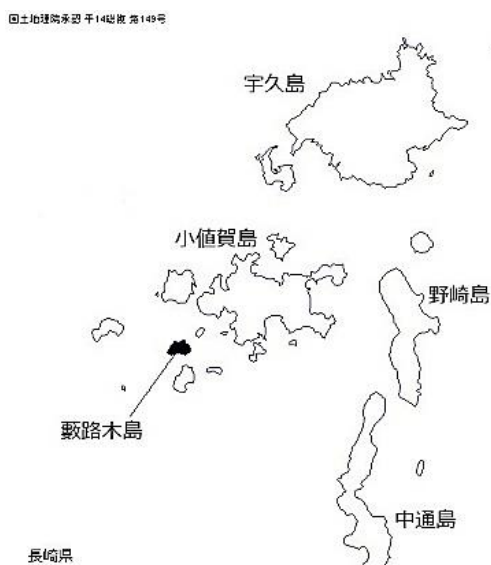 国土地理院承認 平14総複 第149号
宇久島
小値賀島
野崎島
藪路木島
中通島
長崎県